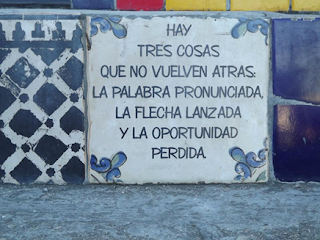 HAY
TRES COSAS
QUE NO VUELVEN ATRAS:
LA PALABRA PRONUNCIADA,
LA FLECHA LANZADA
Y LA OPORTUNIDAD
PERDIDA.